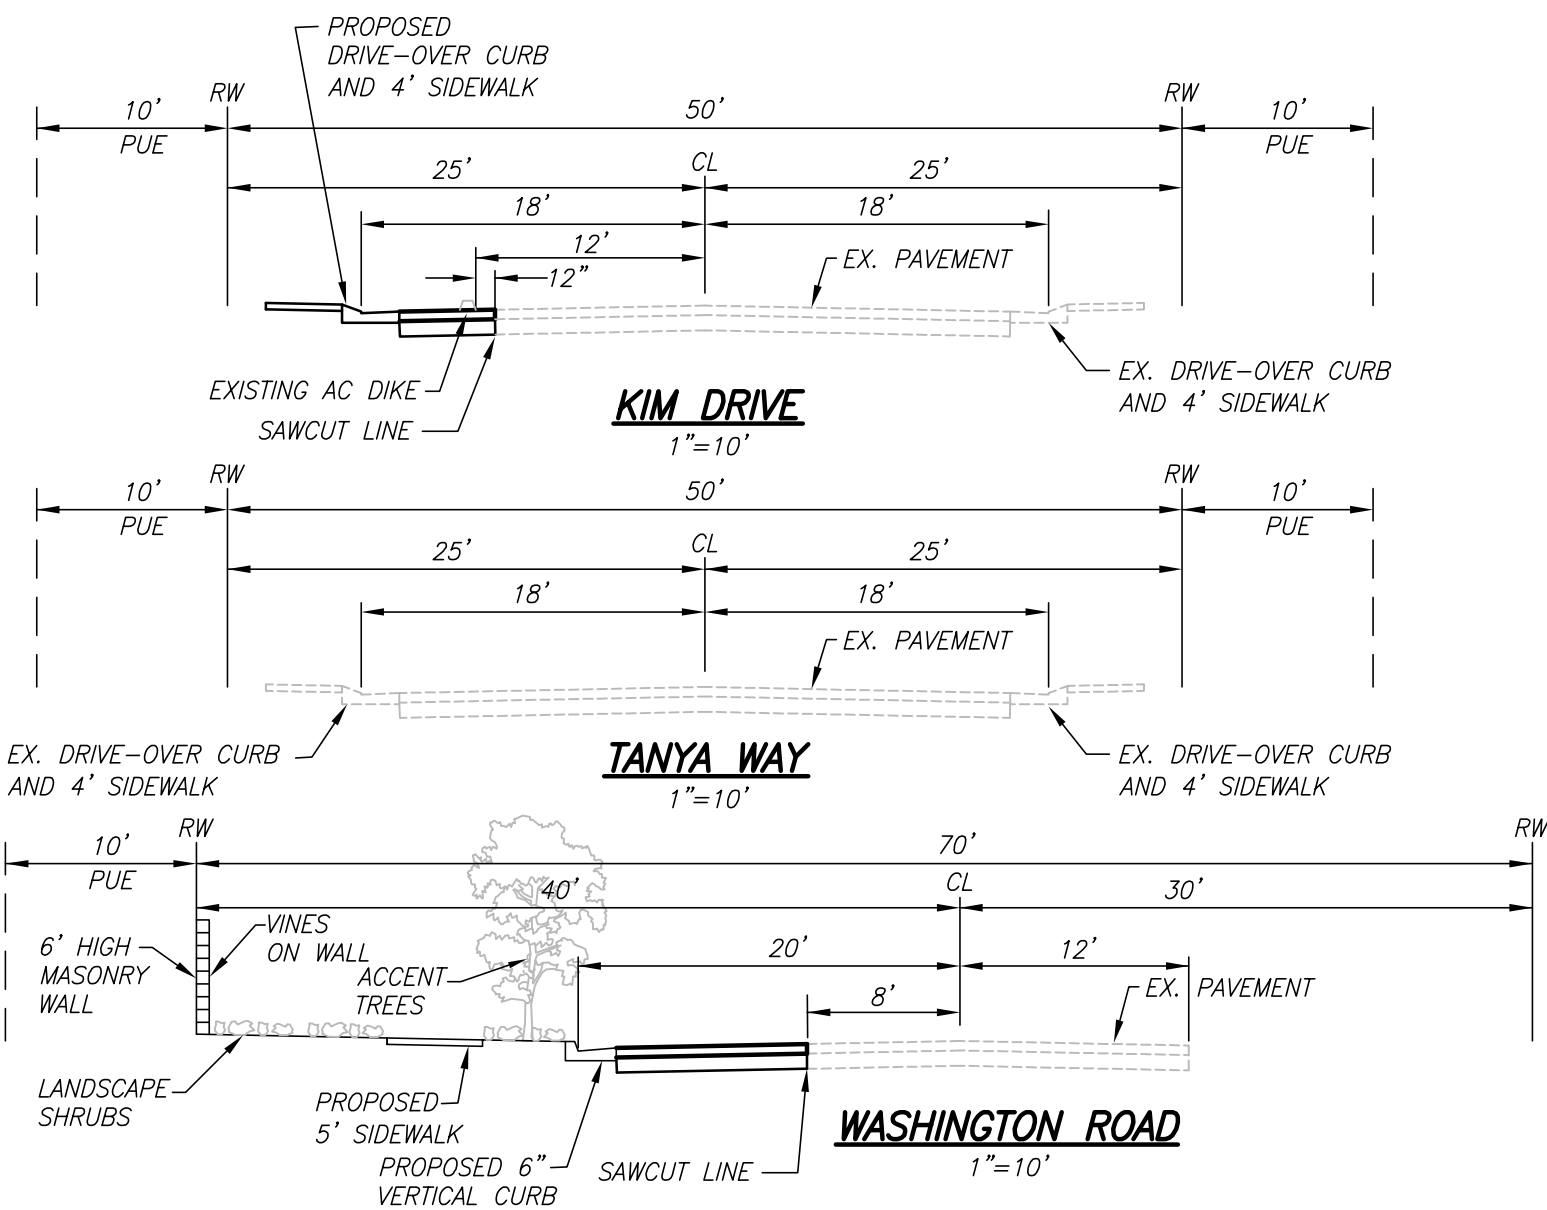 PROPOSED
DRIVE-OVER CURB
AND 4' SIDEWALK
RW
RW
10'
50'
10'
PUE
PUE
25'
CL
25'
18'
18'
12'
12"
EX. PAVEMENT
EXISTING AC DIKE
SAWCUT LINE
EX. DRIVE-OVER CURB
AND 4' SIDEWALK
KIM DRIVE
1"=10'
RW
RW
10'
50'
10'
PUE
PUE
25'
CL
25'
18'
18'
EX. PAVEMENT
EX. DRIVE-OVER CURB
AND 4' SIDEWALK
EX. DRIVE-OVER CURB
AND 4' SIDEWALK
TANYA WAY
1"=10'
RW
RW
10'
70'
PUE
40'
CL
30'
VINES
ON WALL
6' HIGH
MASONRY
WALL
ACCENT
TREES
20'
12'
8'
EX. PAVEMENT
LANDSCAPE
SHRUBS
PROPOSED
5' SIDEWALK
PROPOSED 6"
VERTICAL CURB
SAWCUT LINE
WASHINGTON ROAD
1"=10'